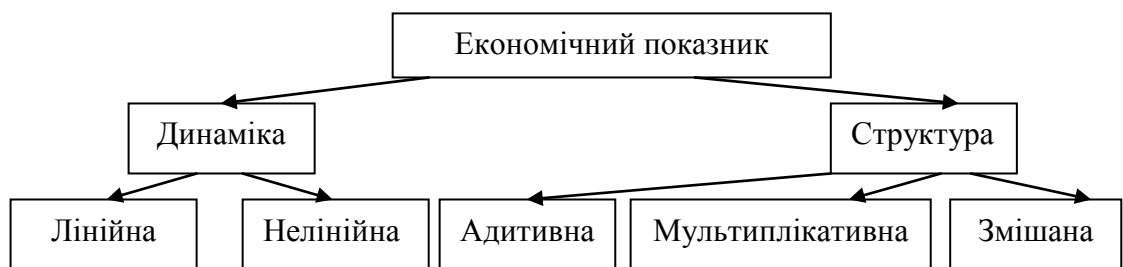 Економічний показник
Динаміка
Структура
Лінійна
Нелінійна
Адитивна
Мультиплікативна
Змішана